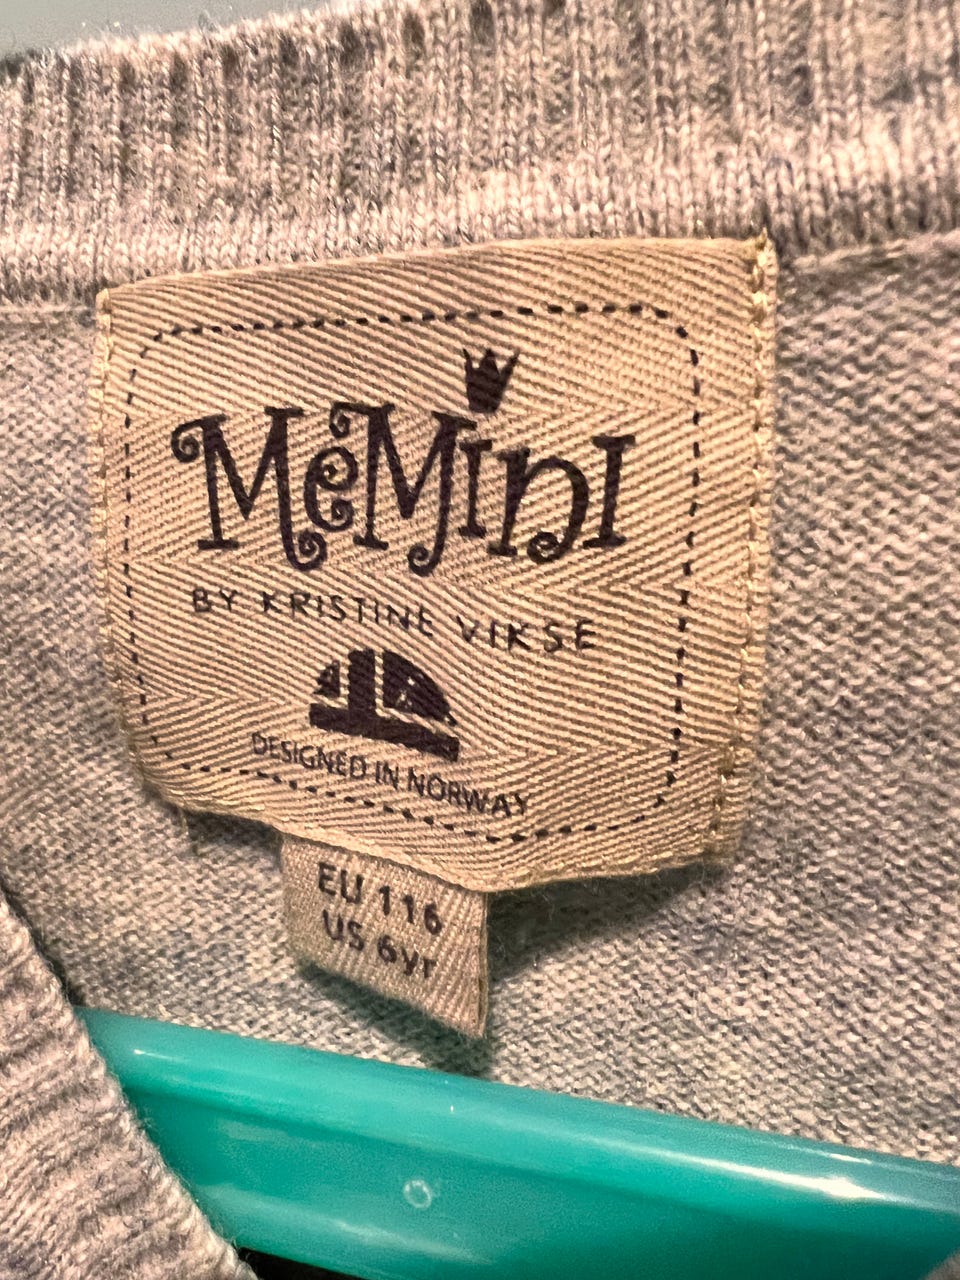 MeMini
BY KRISTINE VIKSE
DESIGNED IN NORWAY
EU 116
US 6yr